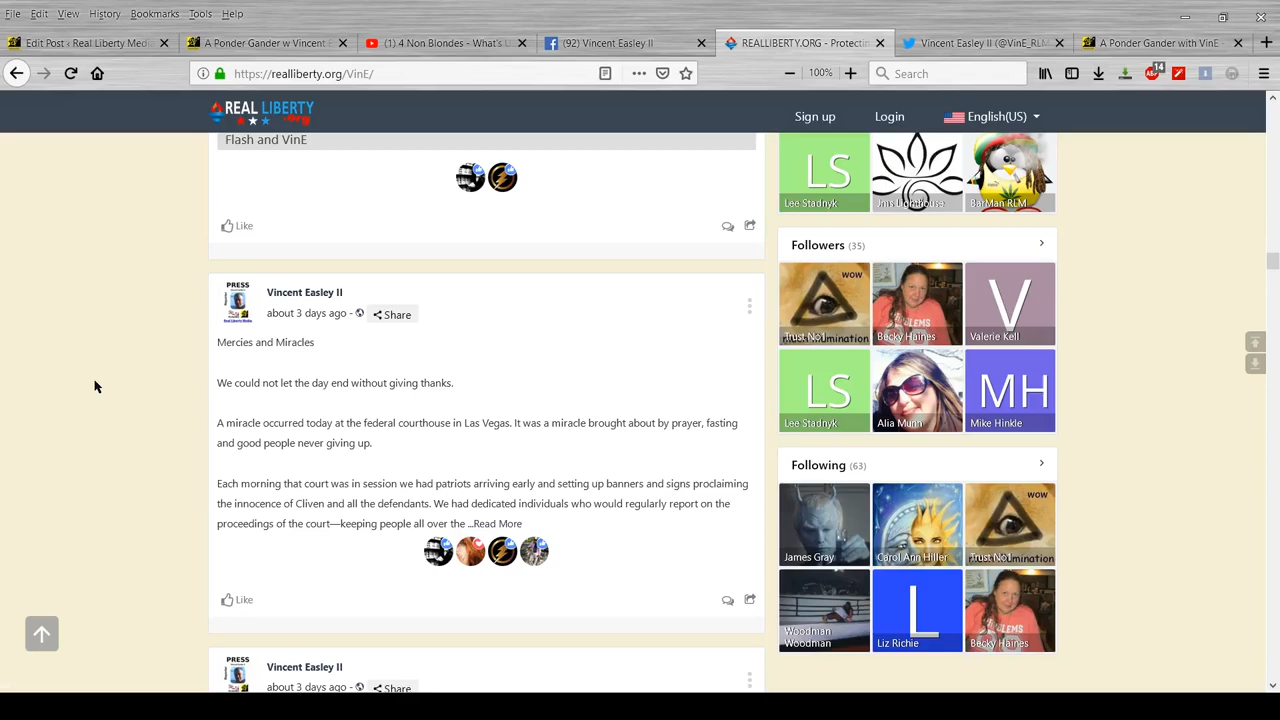 File Edit View History Bookmarks Tools Help
Edit Post ‹ Real Liberty Medi
A Ponder Gander w Vincent E
(1) 4 Non Blondes - What's U
(92) Vincent Easley II
REALLIBERTY.ORG - Protectin
Vincent Easley II (@VinE_RLM
A Ponder Gander with VinE -
https://realliberty.org/VinE/
100%
Search
14
REAL LIBERTY
.org
Sign up
Login
English(US)
Flash and VinE
Like
LS
Lee Stadnyk
Jms Lighthouse
BarMan RLM
Followers (35)
wow
Trust No1
Becky Haines
V
Valerie Kell
LS
Lee Stadnyk
Alia Munn
MH
Mike Hinkle
PRESS
Real Liberty Media
Vincent Easley II
about 3 days ago -
Share
Mercies and Miracles
We could not let the day end without giving thanks.
A miracle occurred today at the federal courthouse in Las Vegas. It was a miracle brought about by prayer, fasting
and good people never giving up.
Each morning that court was in session we had patriots arriving early and setting up banners and signs proclaiming
the innocence of Cliven and all the defendants. We had dedicated individuals who would regularly report on the
proceedings of the court—keeping people all over the ...Read More
Like
Following (63)
James Gray
Carol Ann Hiller
wow
Trust No1
Woodman
Woodman
L
Liz Richie
Becky Haines
PRESS
Vincent Easley II
about 3 days ago -
Share